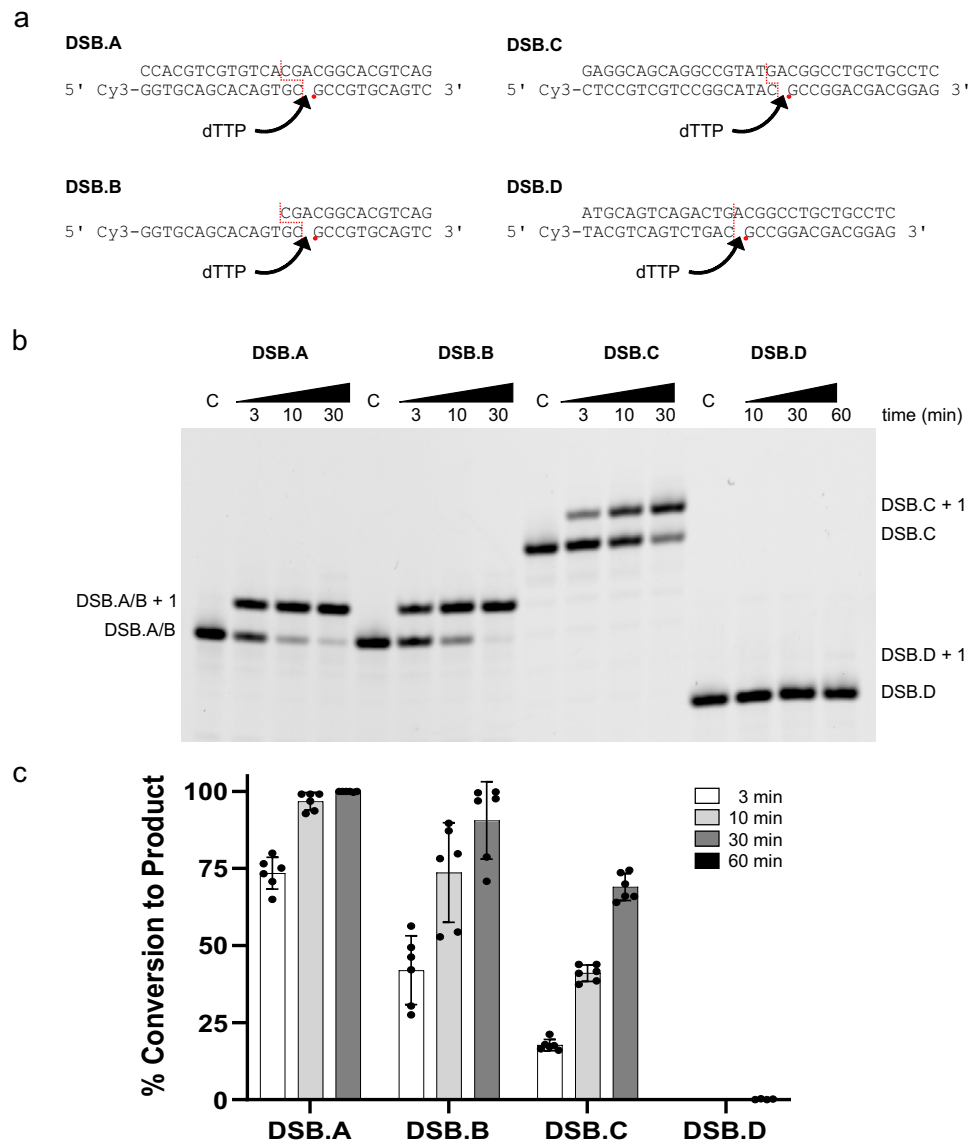 a
DSB.A
CCACGTCGTGTCACGACGGCACGTCAG
5' Cy3-GGTGCAGCACAGTGC GCCGTGCAGTC 3'
dTTP
DSB.C
GAGGCAGCAGGCCGTATGACGGCCTGCTGCCTC
5' Cy3-CTCCGTCGTCCGGCATAC GCCGGACGACGGAG 3'
dTTP
DSB.B
CGACGGCACGTCAG
5' Cy3-GGTGCAGCACAGTGC GCCGTGCAGTC 3'
dTTP
DSB.D
ATGCAGTCAGACTGACGGCCTGCTGCCTC
5' Cy3-TACGTCAGTCTGAC GCCGGACGACGGAG 3'
dTTP
b
DSB.A DSB.B DSB.C DSB.D
C C C C
3 10 30 3 10 30 3 10 30 10 30 60 time (min)
DSB.C + 1
DSB.C
DSB.A/B + 1
DSB.A/B
DSB.D + 1
DSB.D
c
% Conversion to Product
100
75
50
25
0
3 min
10 min
30 min
60 min
DSB.A DSB.B DSB.C DSB.D